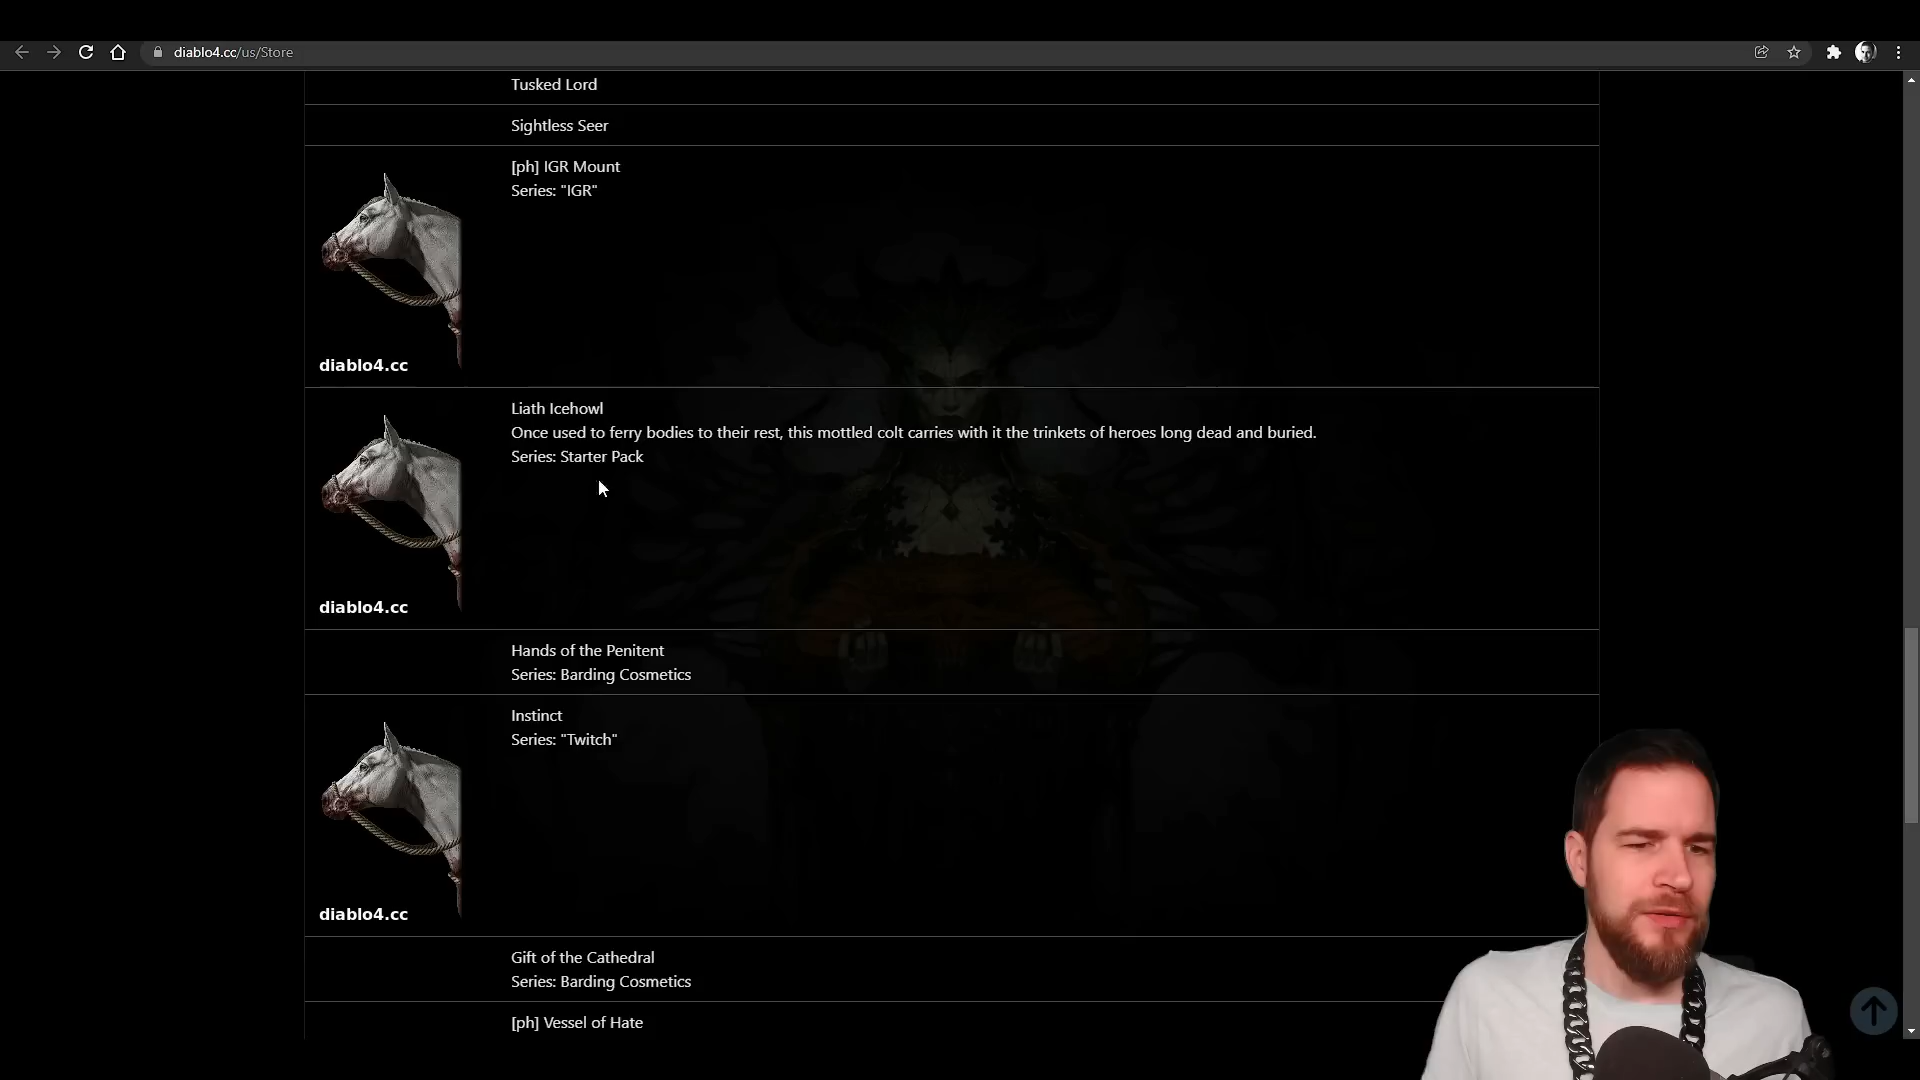 diablo4.cc/us/Store
Tusked Lord
Sightless Seer
[ph] IGR Mount
Series: "IGR"
diablo4.cc
Liath Icehowl
Once used to ferry bodies to their rest, this mottled colt carries with it the trinkets of heroes long dead and buried.
Series: Starter Pack
diablo4.cc
Hands of the Penitent
Series: Barding Cosmetics
Instinct
Series: "Twitch"
diablo4.cc
Gift of the Cathedral
Series: Barding Cosmetics
[ph] Vessel of Hate